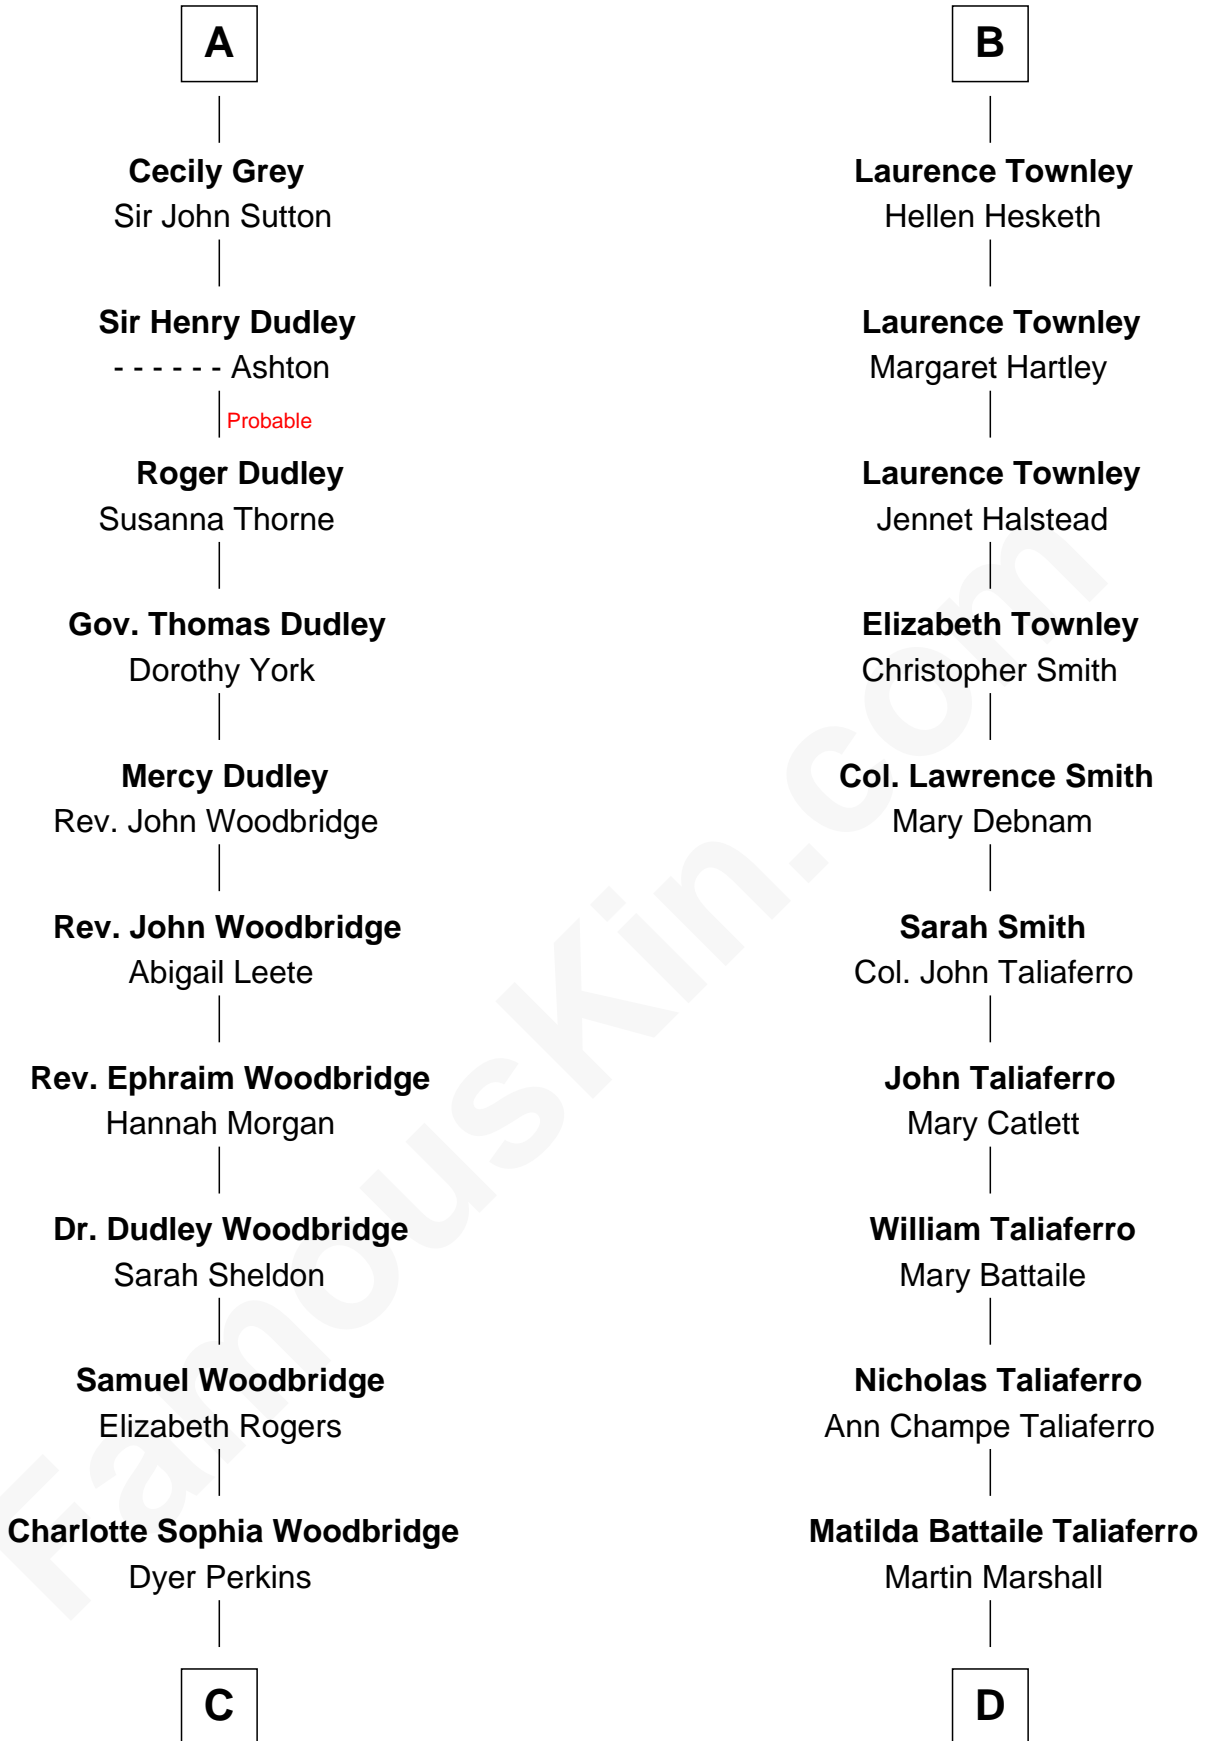 A
Cecily Grey
Sir John Sutton
Sir Henry Dudley
- - - - - - Ashton
Probable
Roger Dudley
Susanna Thorne
Gov. Thomas Dudley
Dorothy York
Mercy Dudley
Rev. John Woodbridge
Rev. John Woodbridge
Abigail Leete
Rev. Ephraim Woodbridge
Hannah Morgan
Dr. Dudley Woodbridge
Sarah Sheldon
Samuel Woodbridge
Elizabeth Rogers
Charlotte Sophia Woodbridge
Dyer Perkins
C
B
Laurence Townley
Hellen Hesketh
Laurence Townley
Margaret Hartley
Laurence Townley
Jennet Halstead
Elizabeth Townley
Christopher Smith
Col. Lawrence Smith
Mary Debnam
Sarah Smith
Col. John Taliaferro
John Taliaferro
Mary Catlett
William Taliaferro
Mary Battaile
Nicholas Taliaferro
Ann Champe Taliaferro
Matilda Battaile Taliaferro
Martin Marshall
D
FamousKin.com